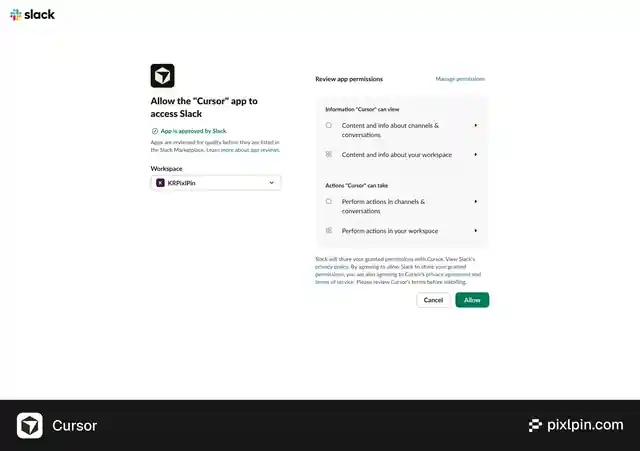 slack
Allow the "Cursor" app to
access Slack
App is approved by Slack
Apps are reviewed for quality before they are listed in
the Slack Marketplace. Learn more about app reviews.
Workspace
K KRPixlPin
Review app permissions
Manage permissions
Information "Cursor" can view
Content and info about channels &
conversations
Content and info about your workspace
Actions "Cursor" can take
Perform actions in channels &
conversations
Perform actions in your workspace
Slack will share your granted permissions with Cursor. View Slack's
privacy policy. By agreeing to allow Slack to share your granted
permissions, you are also agreeing to Cursor's privacy agreement and
terms of service. Please review Cursor's terms before installing.
Cancel
Allow
Cursor
pixlpin.com